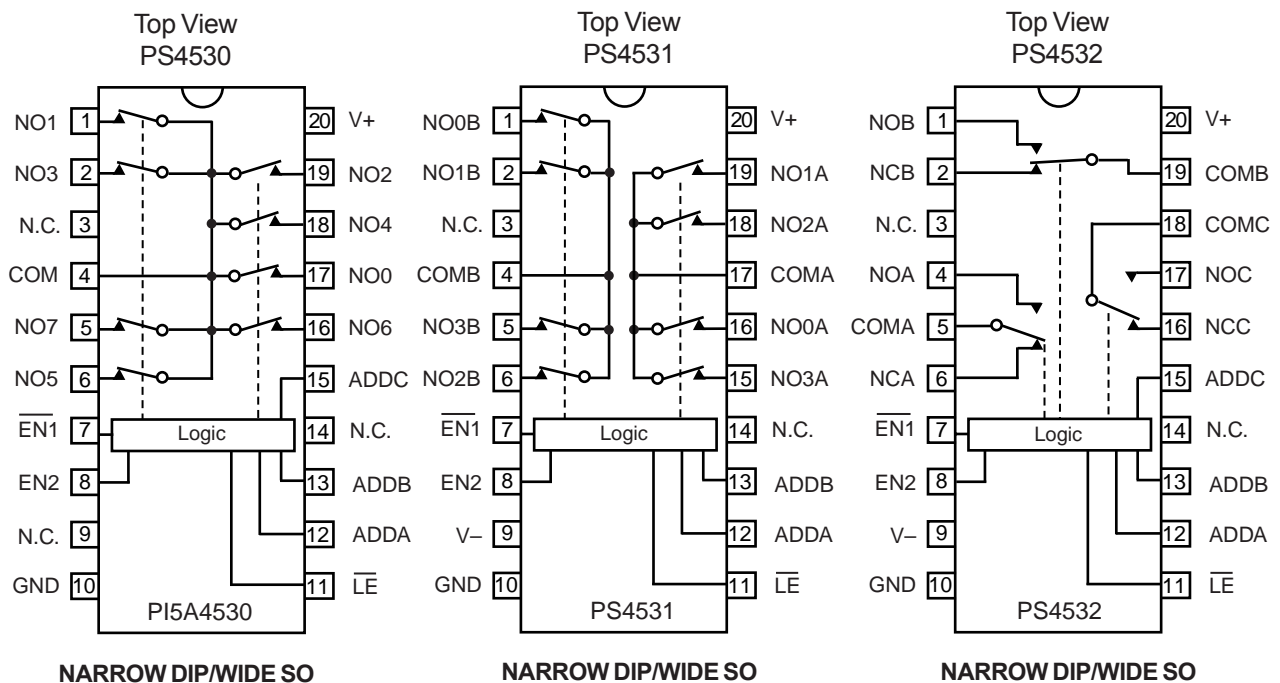 Top View
PS4530
NO1 1 20 V+
NO3 2 19 NO2
N.C. 3 18 NO4
COM 4 17 NO0
NO7 5 16 NO6
NO5 6 15 ADDC
EN1 7 Logic 14 N.C.
EN2 8 13 ADDB
N.C. 9 12 ADDA
GND 10 11 LE
PI5A4530
NARROW DIP/WIDE SO
Top View
PS4531
NO0B 1 20 V+
NO1B 2 19 NO1A
N.C. 3 18 NO2A
COMB 4 17 COMA
NO3B 5 16 NO0A
NO2B 6 15 NO3A
EN1 7 Logic 14 N.C.
EN2 8 13 ADDB
V– 9 12 ADDA
GND 10 11 LE
PS4531
NARROW DIP/WIDE SO
Top View
PS4532
NOB 1 20 V+
NCB 2 19 COMB
N.C. 3 18 COMC
NOA 4 17 NOC
COMA 5 16 NCC
NCA 6 15 ADDC
EN1 7 Logic 14 N.C.
EN2 8 13 ADDB
V– 9 12 ADDA
GND 10 11 LE
PS4532
NARROW DIP/WIDE SO